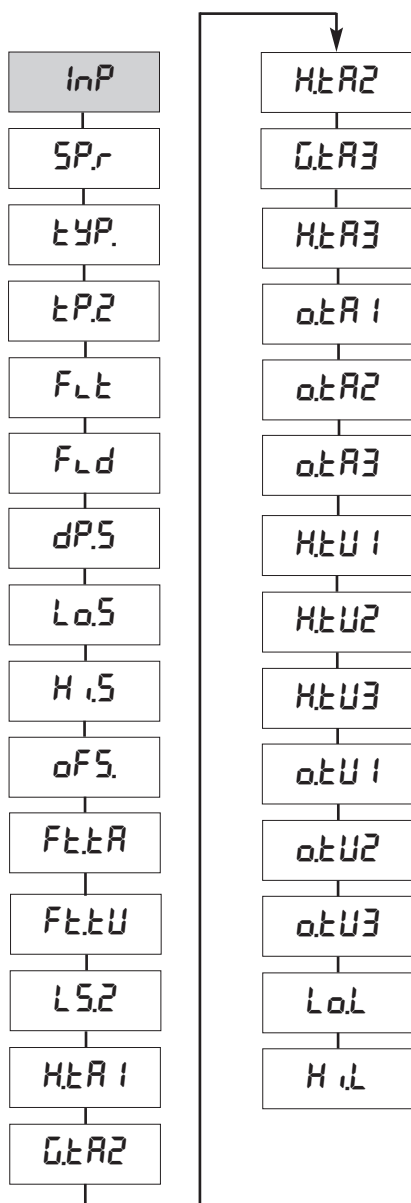 InP
SP.r
tYP.
tP.2
FLt
FLd
dP.S
Lo.S
Hi.S
oFS.
Ft.tA
Ft.tU
LS.2
H.tA1
G.tA2
H.tA2
G.tA3
H.tA3
o.tA1
o.tA2
o.tA3
H.tU1
H.tU2
H.tU3
o.tU1
o.tU2
o.tU3
Lo.L
Hi.L